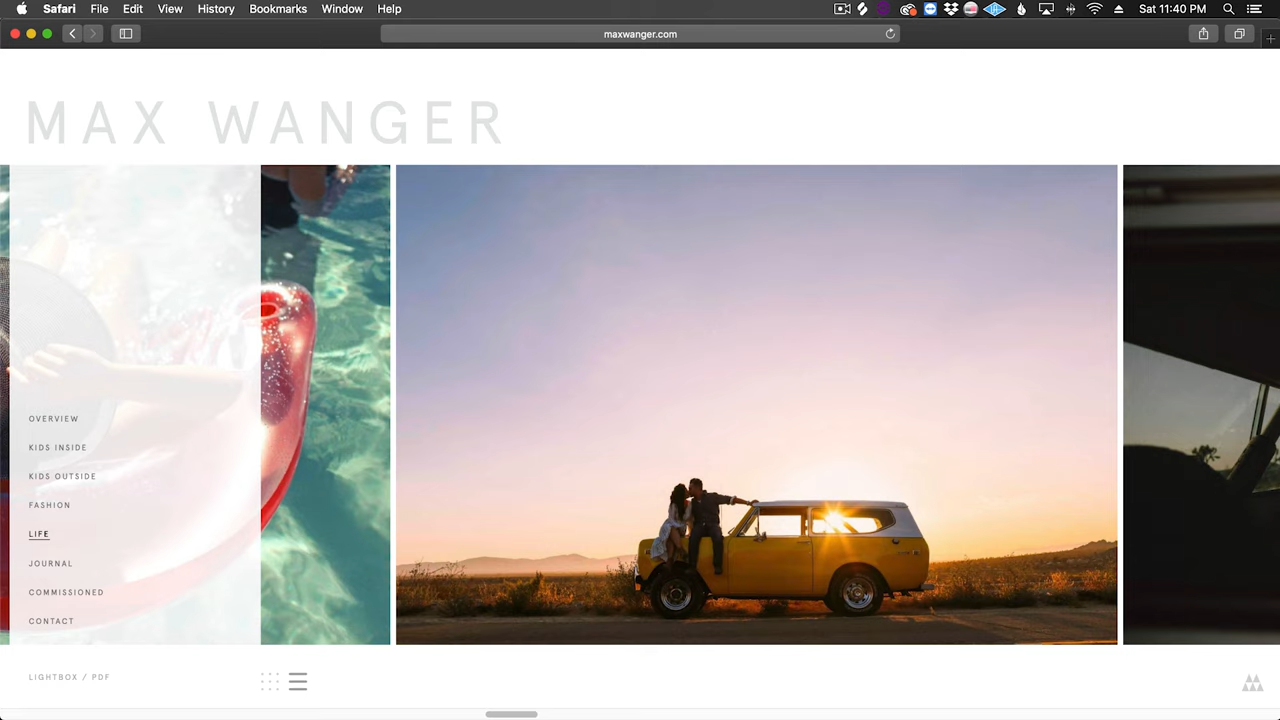 Safari File Edit View History Bookmarks Window Help Sat 11:40 PM
maxwanger.com
MAX WANGER
OVERVIEW
KIDS INSIDE
KIDS OUTSIDE
FASHION
LIFE
JOURNAL
COMMISSIONED
CONTACT
LIGHTBOX / PDF